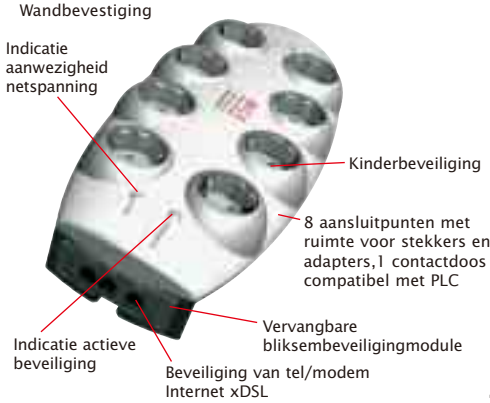 Wandbevestiging
Indicatie
aanwezigheid
netspanning
Kinderbeveiliging
8 aansluitpunten met
ruimte voor stekkers en
adapters,1 contactdoos
compatibel met PLC
Vervangbare
bliksembeveiligingmodule
Indicatie actieve
beveiliging
Beveiliging van tel/modem
Internet xDSL